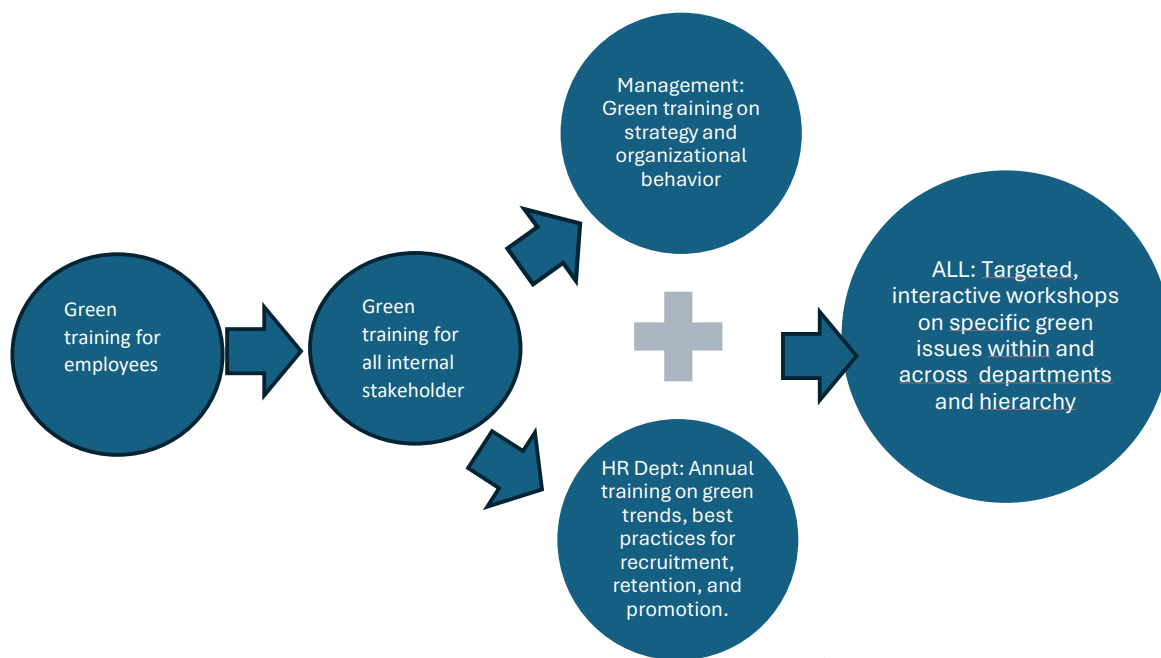 Green
training for
employees
Green
training for
all internal
stakeholder
Management:
Green training on
strategy and
organizational
behavior
HR Dept: Annual
training on green
trends, best
practices for
recruitment,
retention, and
promotion.
ALL: Targeted,
interactive workshops
on specific green
issues within and
across departments
and hierarchy